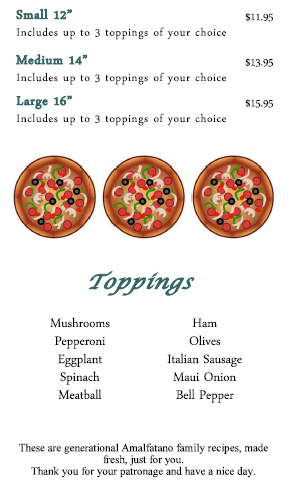 Small 12” $11.95
Includes up to 3 toppings of your choice
Medium 14” $13.95
Includes up to 3 toppings of your choice
Large 16” $15.95
Includes up to 3 toppings of your choice
Toppings
Mushrooms Ham
Pepperoni Olives
Eggplant Italian Sausage
Spinach Maui Onion
Meatball Bell Pepper
These are generational Amalfatano family recipes, made
fresh, just for you.
Thank you for your patronage and have a nice day.